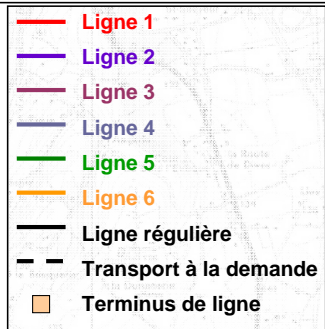 Ligne 1
Ligne 2
Ligne 3
Ligne 4
Ligne 5
Ligne 6
Ligne régulière
Transport à la demande
Terminus de ligne